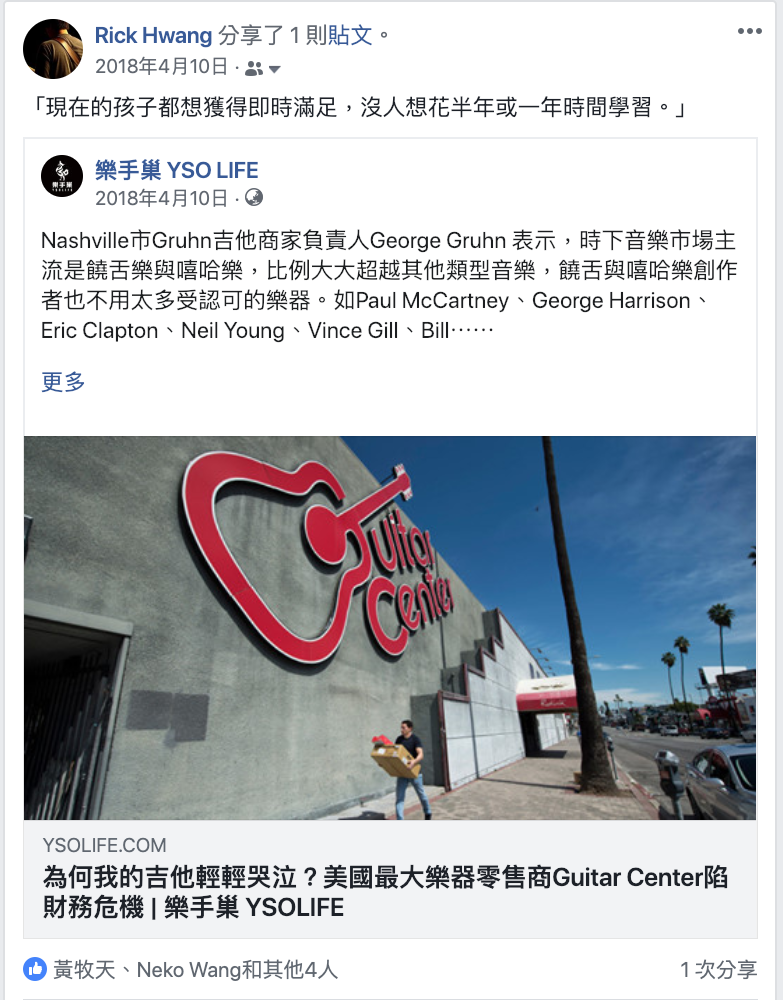 Rick Hwang 分享了 1 則貼文。
2018年4月10日 ·
「現在的孩子都想獲得即時滿足，沒人想花半年或一年時間學習。」
樂手巢
YSOLIFE
樂手巢 YSO LIFE
2018年4月10日 ·
Nashville市Gruhn吉他商家負責人George Gruhn 表示，時下音樂市場主
流是饒舌樂與嘻哈樂，比例大大超越其他類型音樂，饒舌與嘻哈樂創作
者也不用太多受認可的樂器。如Paul McCartney、George Harrison、
Eric Clapton、Neil Young、Vince Gill、Bill⋯⋯
更多
Guitar
Center
YSOLIFE.COM
為何我的吉他輕輕哭泣？美國最大樂器零售商Guitar Center陷
財務危機 | 樂手巢 YSOLIFE
黃牧天、Neko Wang和其他4人
1 次分享